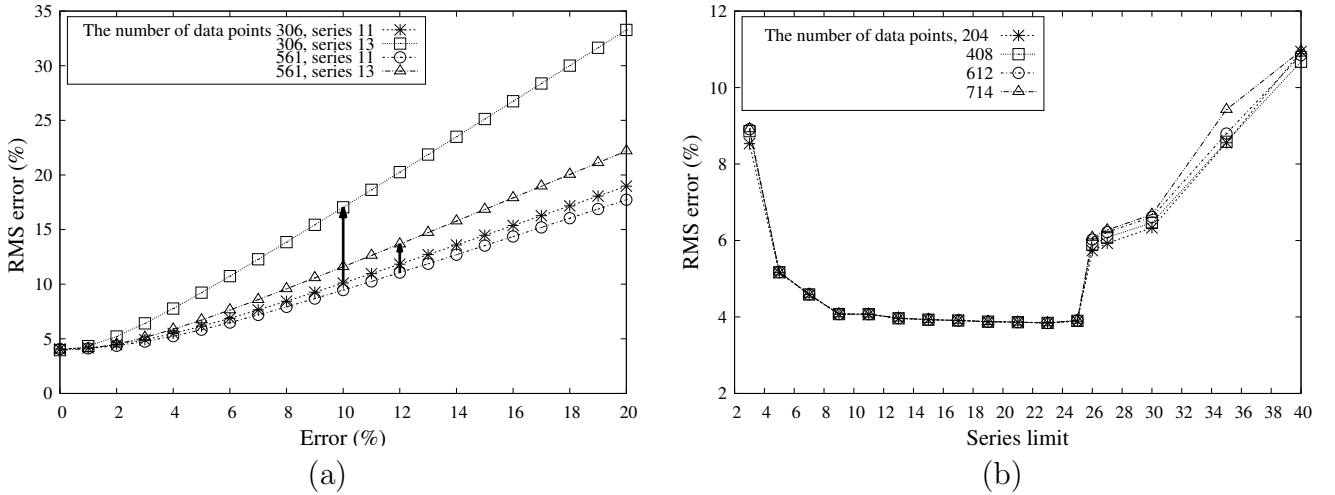 35
30
25
20
15
10
5
0
RMS error (%)
The number of data points 306, series 11
306, series 13
561, series 11
561, series 13
0 2 4 6 8 10 12 14 16 18 20
Error (%)
(a)
12
10
8
6
4
2
RMS error (%)
The number of data points, 204
408
612
714
2 4 6 8 10 12 14 16 18 20 22 24 26 28 30 32 34 36 38 40
Series limit
(b)